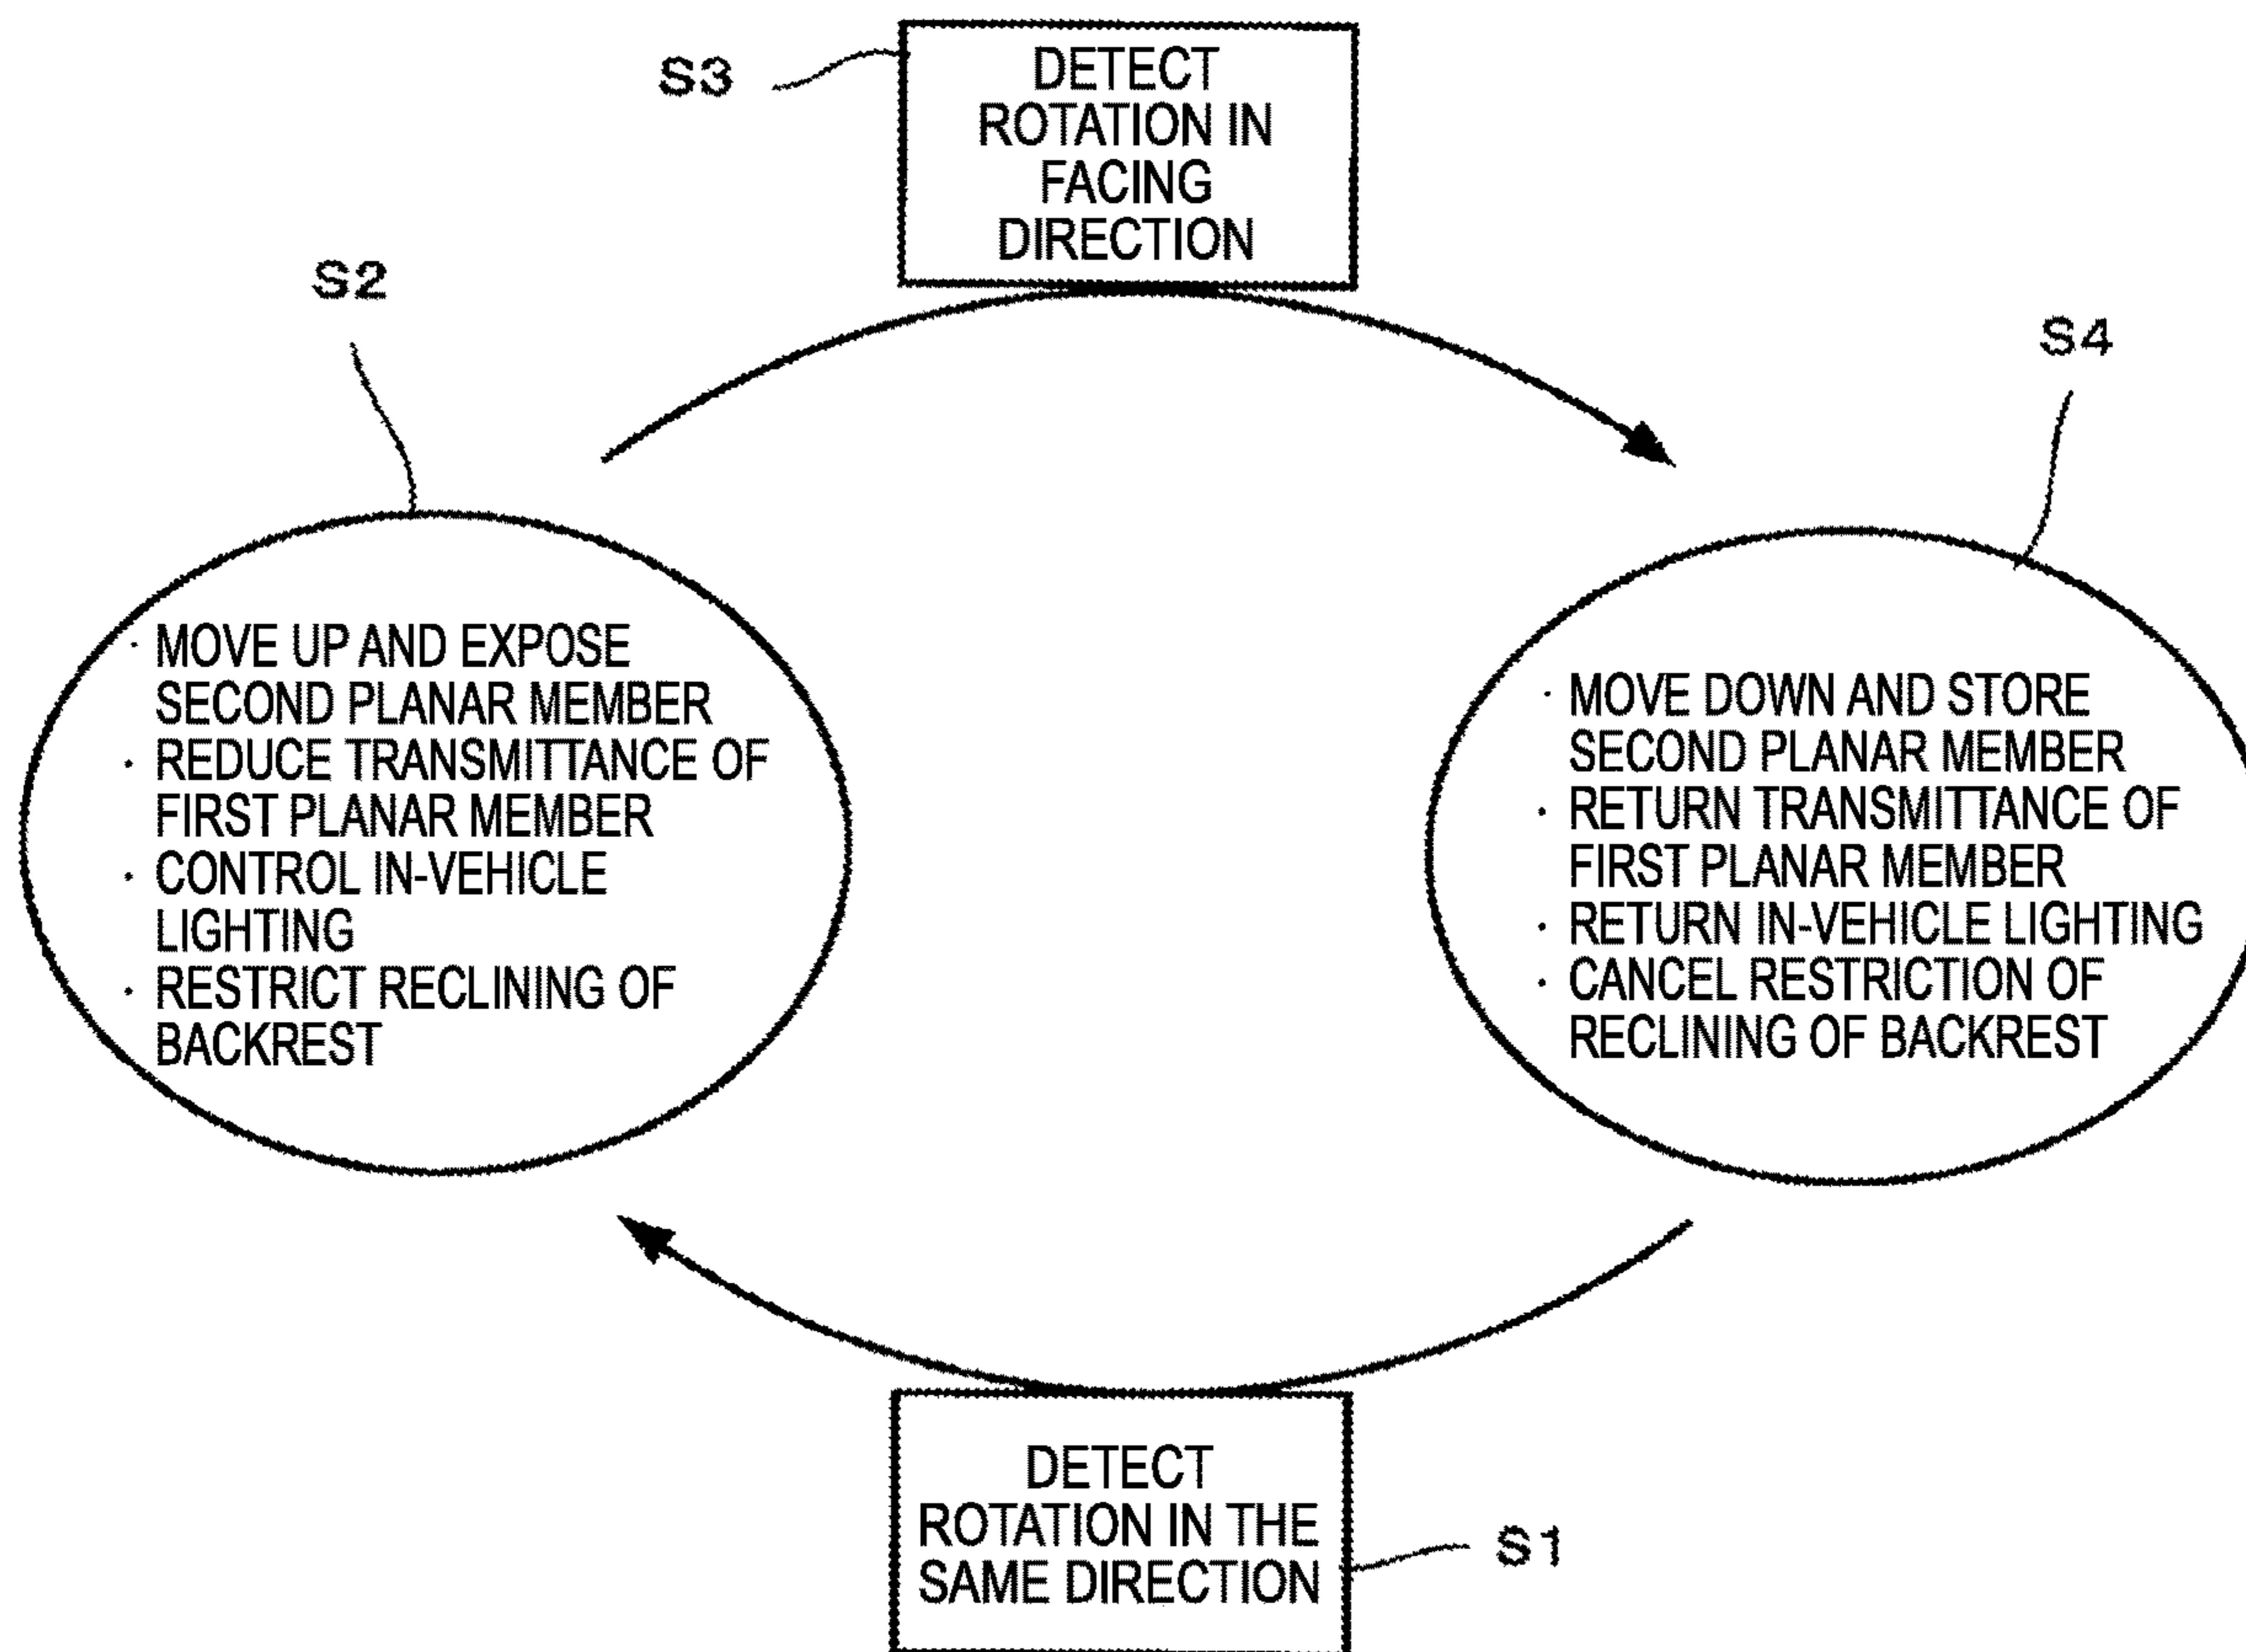 S3
DETECT
ROTATION IN
FACING
DIRECTION
S2
S4
· MOVE UP AND EXPOSE
SECOND PLANAR MEMBER
· REDUCE TRANSMITTANCE OF
FIRST PLANAR MEMBER
· CONTROL IN-VEHICLE
LIGHTING
· RESTRICT RECLINING OF
BACKREST
· MOVE DOWN AND STORE
SECOND PLANAR MEMBER
· RETURN TRANSMITTANCE OF
FIRST PLANAR MEMBER
· RETURN IN-VEHICLE LIGHTING
· CANCEL RESTRICTION OF
RECLINING OF BACKREST
DETECT
ROTATION IN THE
SAME DIRECTION
S1